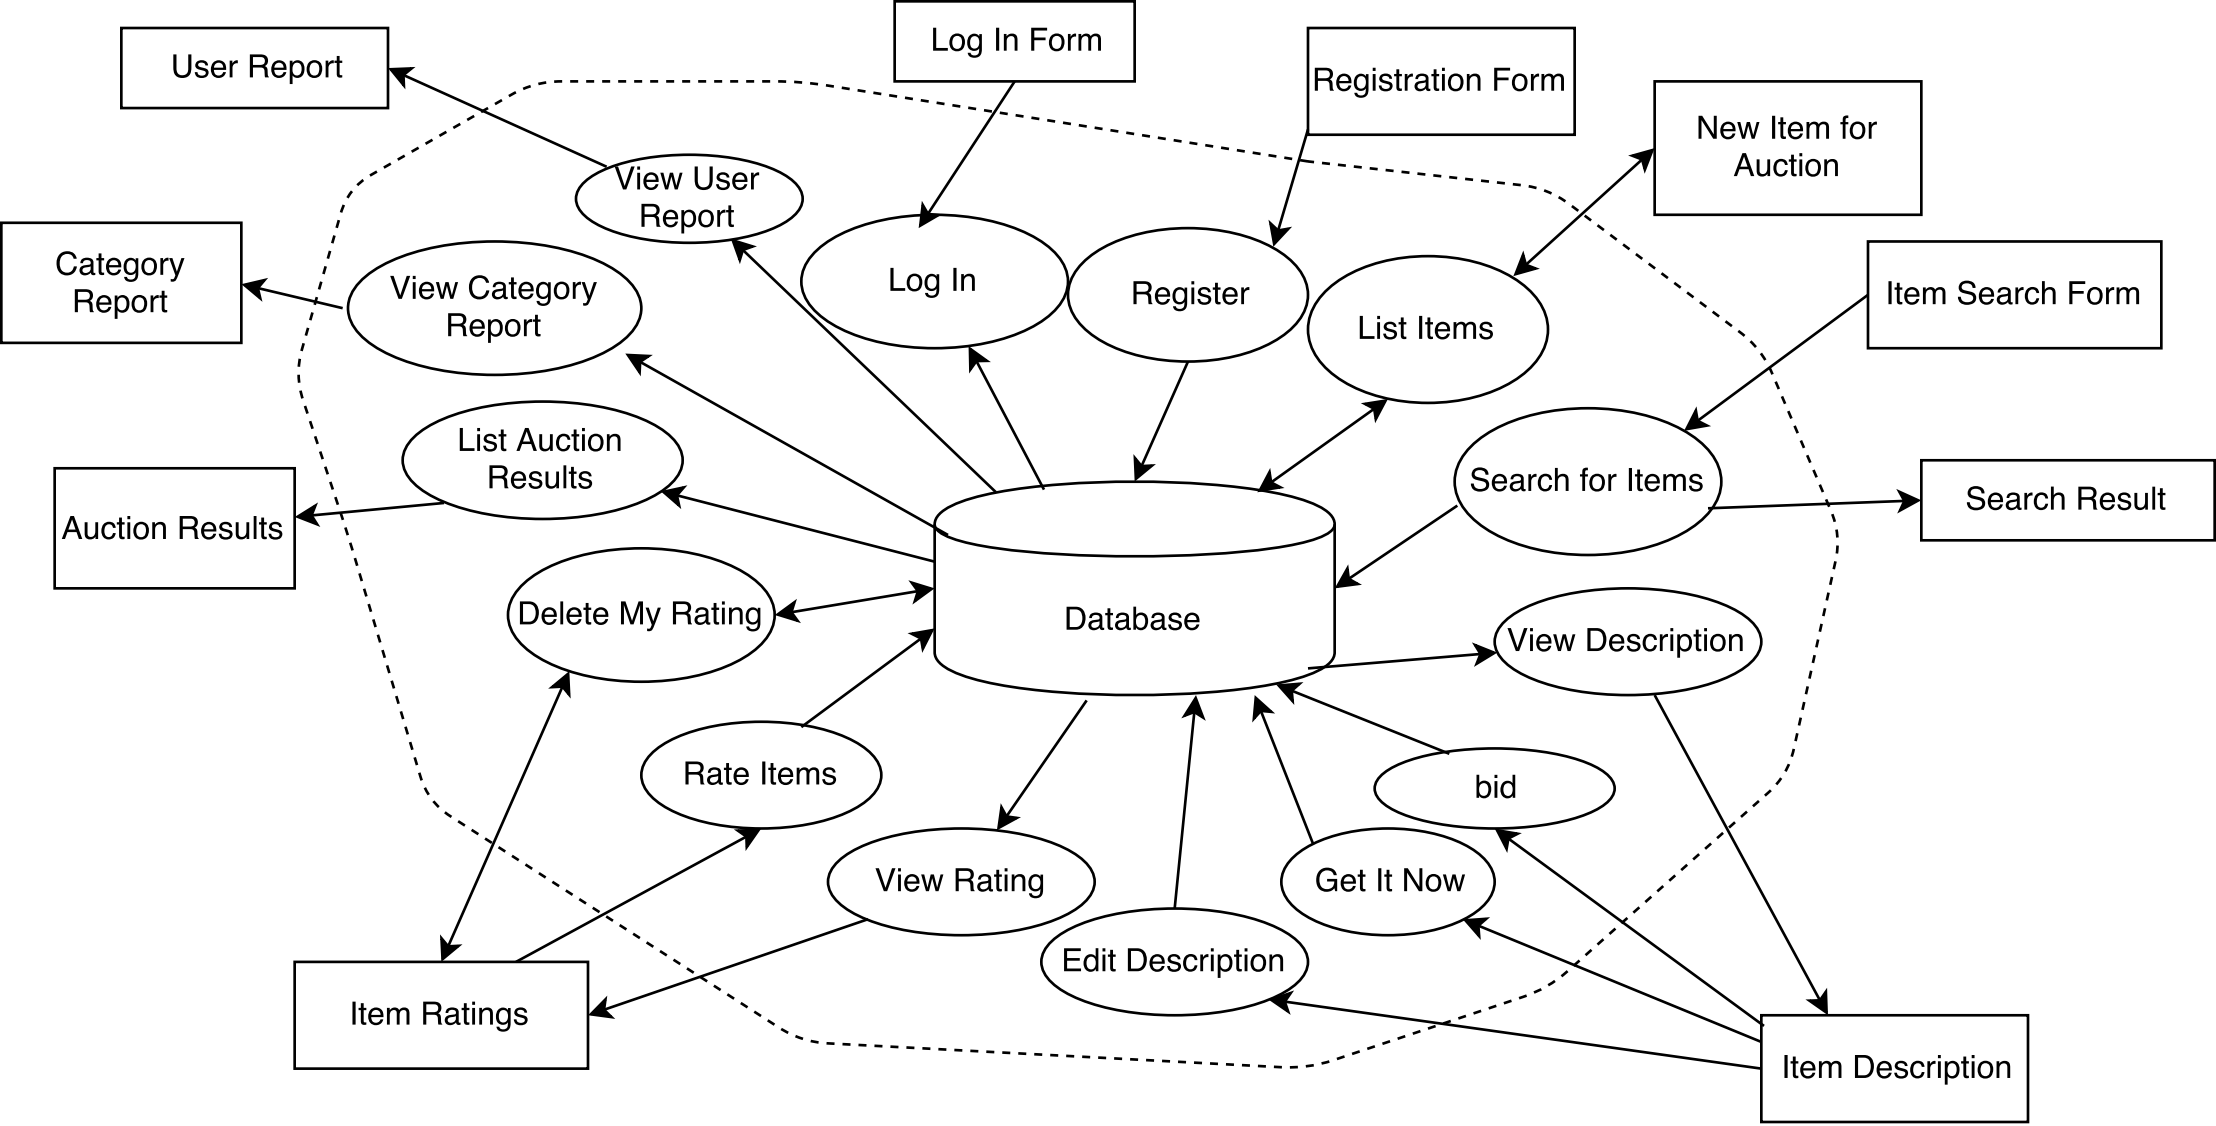 Log In Form
User Report
Registration Form
New Item for
Auction
View User
Report
Category
Report
View Category
Report
Log In
Register
List Items
Item Search Form
List Auction
Results
Auction Results
Search for Items
Search Result
Delete My Rating
Database
View Description
Rate Items
bid
View Rating
Get It Now
Edit Description
Item Ratings
Item Description